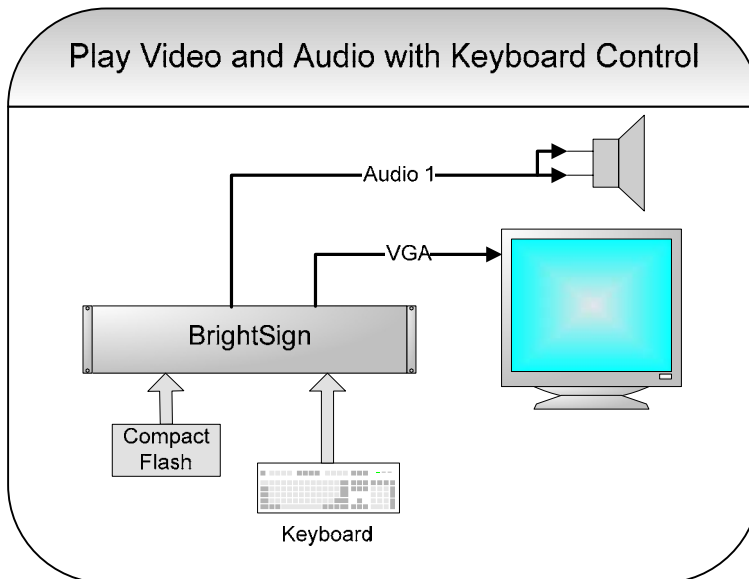 Play Video and Audio with Keyboard Control
Audio 1
VGA
BrightSign
Compact
Flash
Keyboard